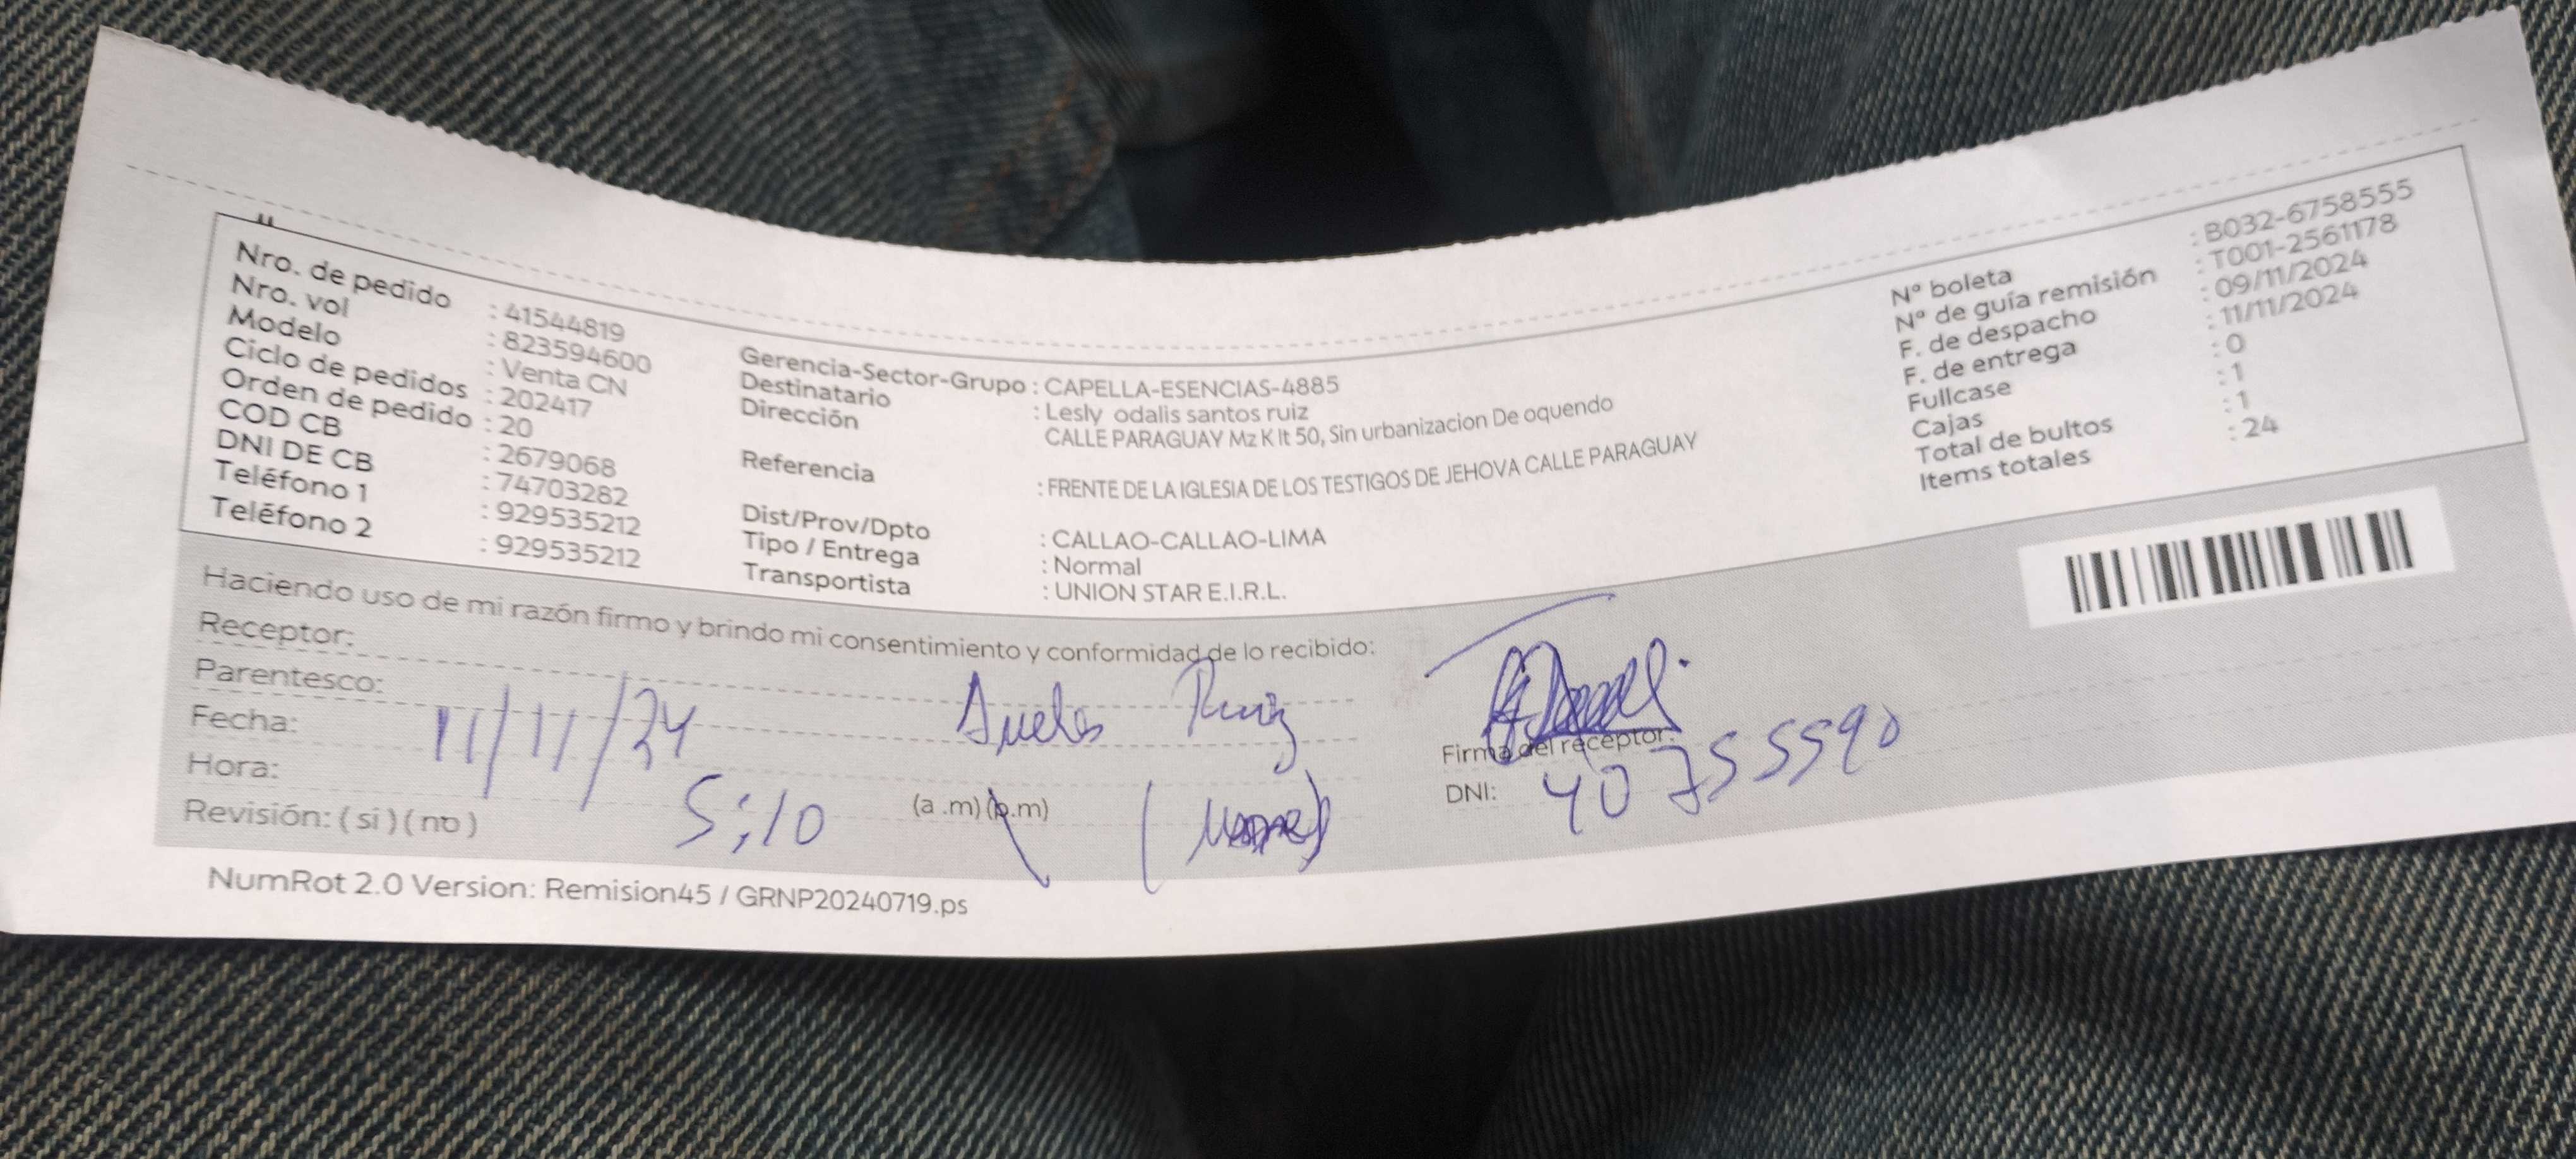 Nro. de pedido : 41544819
Nro. vol : 823594600
Modelo : Venta CN
Ciclo de pedidos : 202417
Orden de pedido : 20
COD CB : 2679068
DNI DE CB : 74703282
Teléfono 1 : 929535212
Teléfono 2 : 929535212
Gerencia-Sector-Grupo : CAPELLA-ESENCIAS-4885
Destinatario : Lesly odalis santos ruiz
Dirección CALLE PARAGUAY Mz K lt 50, Sin urbanizacion De oquendo
Referencia : FRENTE DE LA IGLESIA DE LOS TESTIGOS DE JEHOVA CALLE PARAGUAY
Dist/Prov/Dpto : CALLAO-CALLAO-LIMA
Tipo / Entrega : Normal
Transportista : UNION STAR E.I.R.L.
Nº boleta : B032-6758555
Nº de guía remisión : T001-2561178
F. de despacho : 09/11/2024
F. de entrega : 11/11/2024
Fullcase : 0
Cajas : 1
Total de bultos : 1
Items totales : 24
Haciendo uso de mi razón firmo y brindo mi consentimiento y conformidad de lo recibido:
Receptor:
Parentesco: Ruiz
Fecha: 11/11/24
Hora: 5:10 (a .m) (p.m)
Revisión: ( si ) ( no )
Firma del receptor:
DNI: 40755590
NumRot 2.0 Version: Remision45 / GRNP20240719.ps